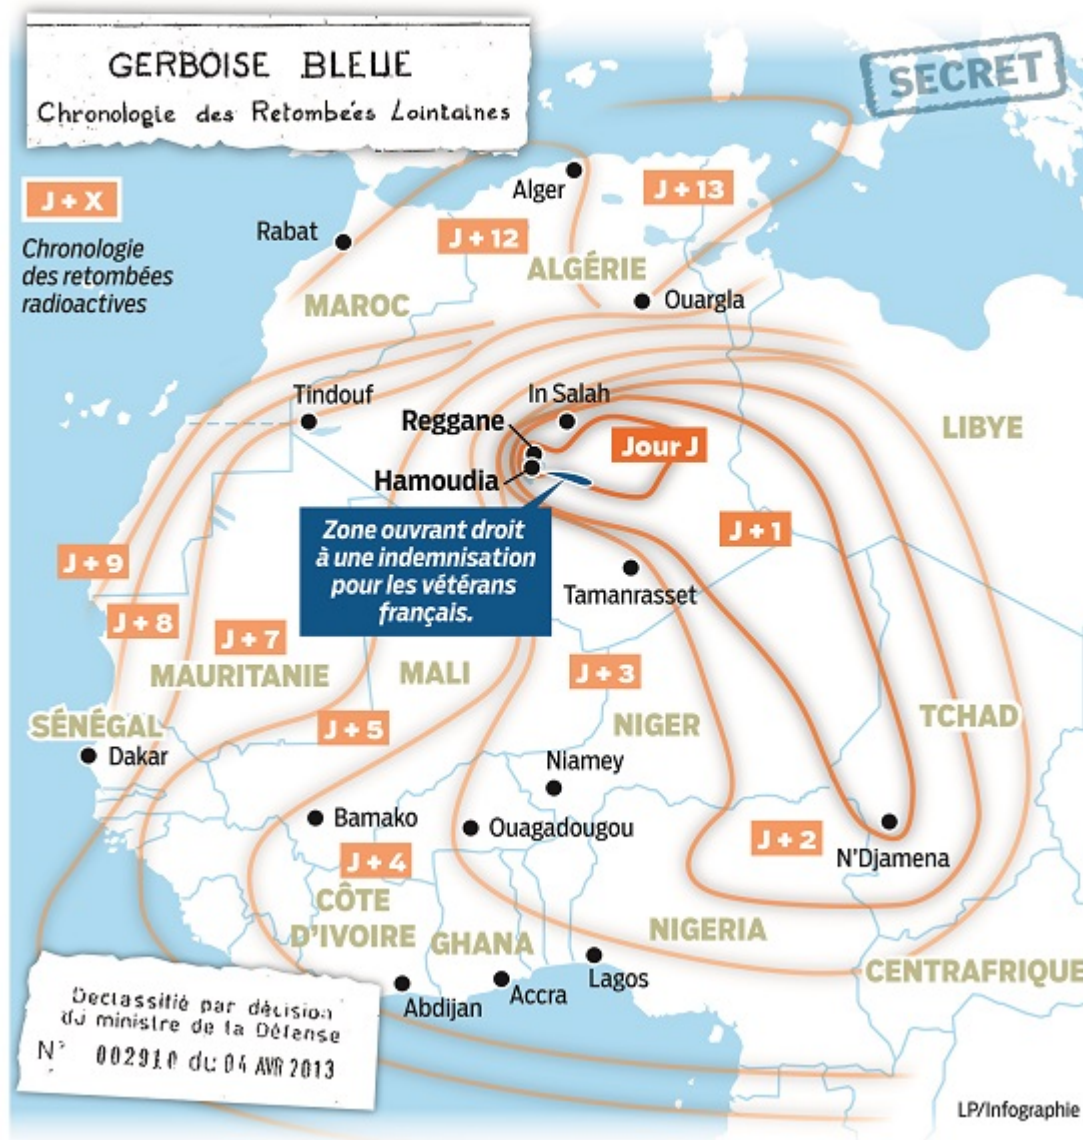 GERBOISE BLEUE
Chronologie des Retombées Lointaines
SECRET
J + X
Chronologie
des retombées
radioactives
Alger
J + 13
Rabat
J + 12
ALGÉRIE
MAROC
Ouargla
Tindouf
In Salah
Reggane
LIBYE
Jour J
Hamoudia
Zone ouvrant droit
à une indemnisation
pour les vétérans
français.
J + 1
J + 9
Tamanrasset
J + 8
J + 7
MAURITANIE
MALI
J + 3
SÉNÉGAL
J + 5
NIGER
TCHAD
Dakar
Niamey
Bamako
Ouagadougou
J + 2
N'Djamena
J + 4
CÔTE
D'IVOIRE
GHANA
NIGERIA
CENTRAFRIQUE
Lagos
Accra
Abdijan
Declassifié par décision
du ministre de la Défense
N° 002910 du 04 AVR 2013
LP/Infographie